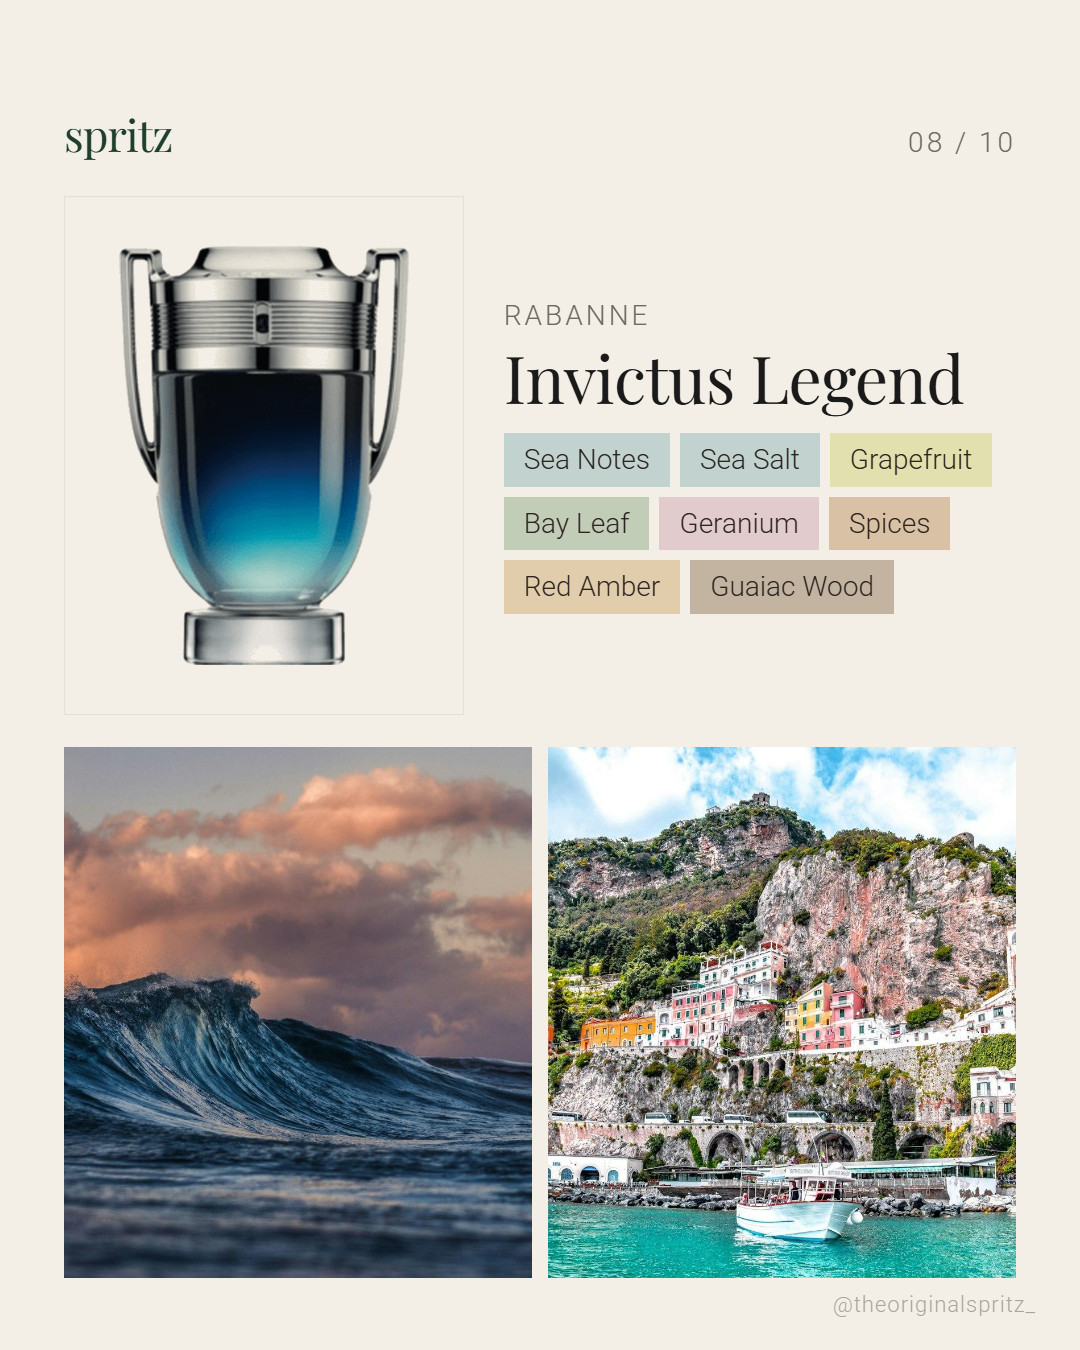 spritz
08 / 10
RABANNE
Invictus Legend
Sea Notes Sea Salt Grapefruit
Bay Leaf Geranium Spices
Red Amber Guaiac Wood
@theoriginalspritz_